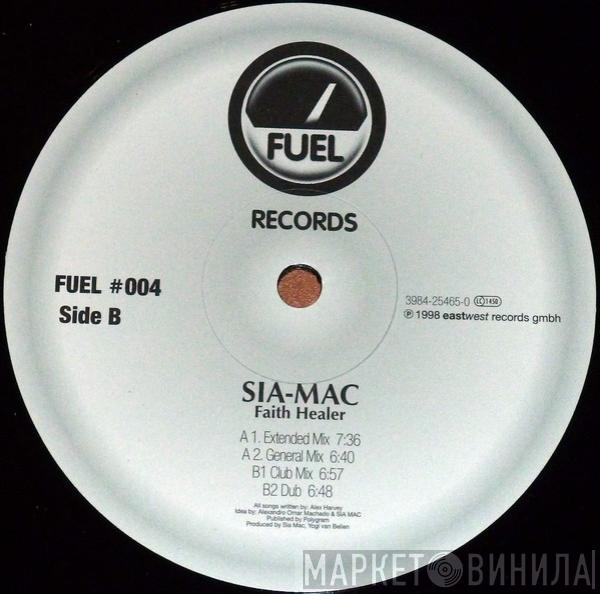 FUEL
RECORDS
FUEL #004
Side B
3984-25465-0 LC 1450
℗ 1998 eastwest records gmbh
SIA-MAC
Faith Healer
A 1. Extended Mix 7:36
A 2. General Mix 6:40
B1 Club Mix 6:57
B2 Dub 6:48
All songs written by: Alex Harvey
Idea by: Alexandro Omar Machado & SIA MAC
Published by Polygram
Produced by Sia Mac, Yogi van Beilen
МАРКЕТ ВИНИЛА